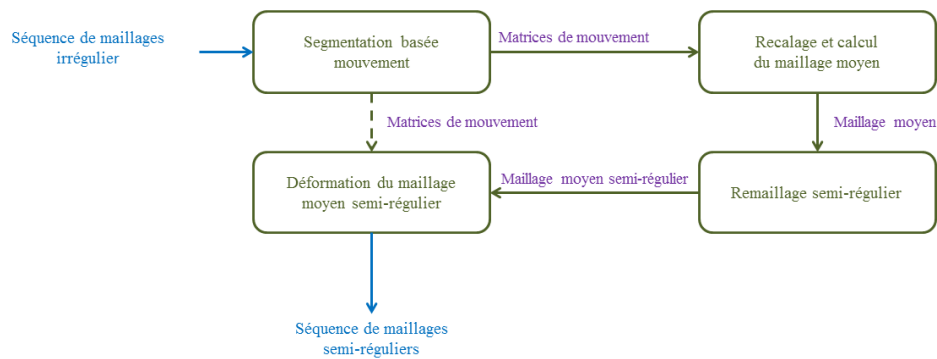 Séquence de maillages
irrégulier
Segmentation basée
mouvement
Matrices de mouvement
Recalage et calcul
du maillage moyen
Matrices de mouvement
Maillage moyen
Déformation du maillage
moyen semi-régulier
Maillage moyen semi-régulier
Remaillage semi-régulier
Séquence de maillages
semi-réguliers